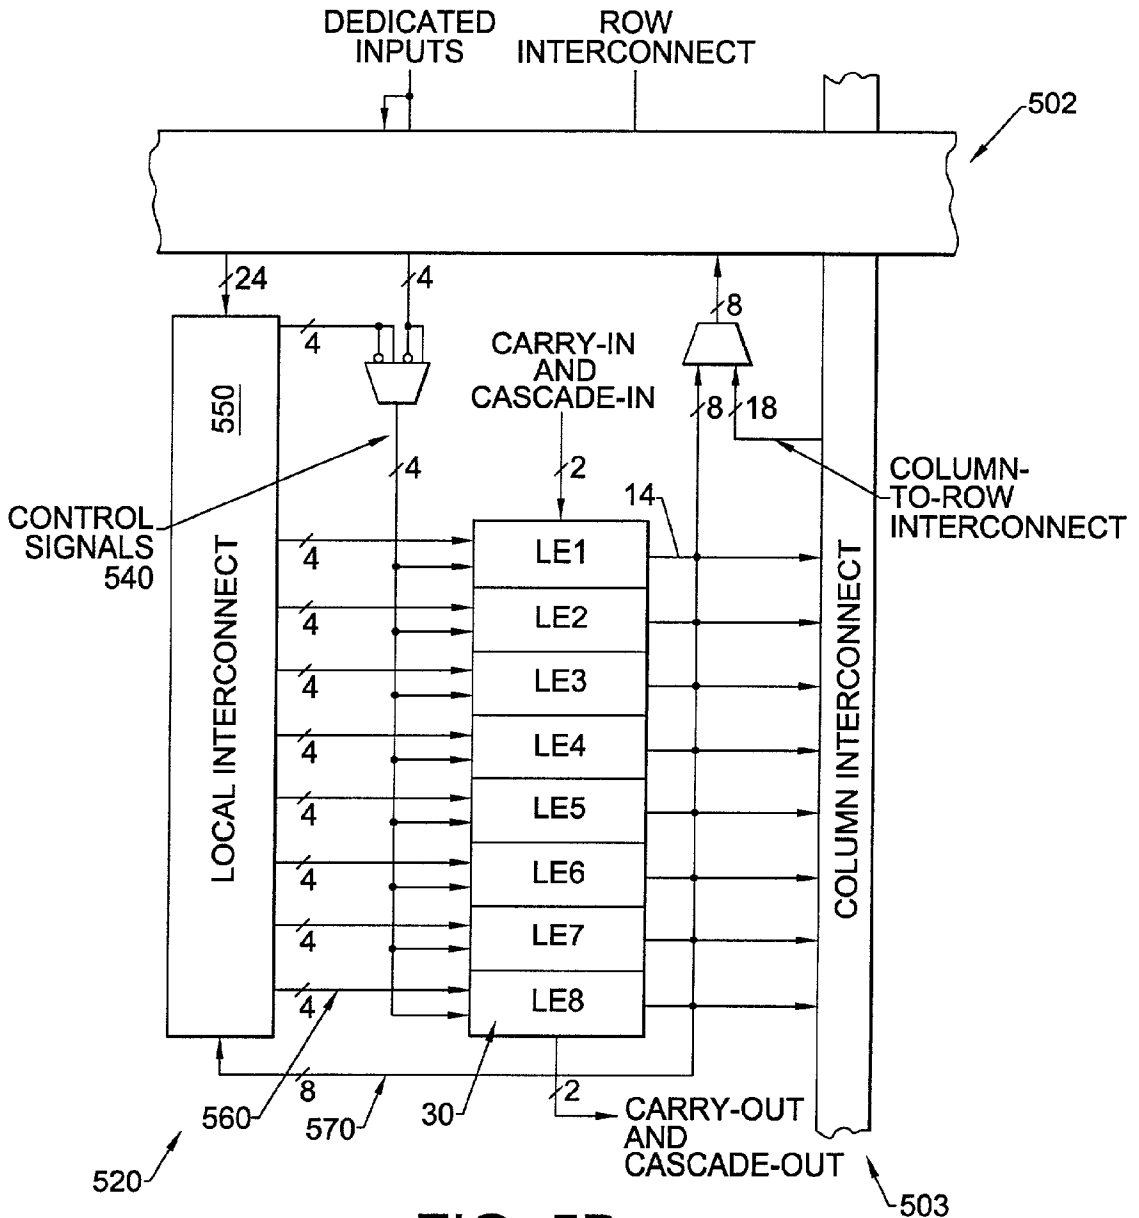 DEDICATED
INPUTS
ROW
INTERCONNECT
502
24
4
8
4
CARRY-IN
AND
CASCADE-IN
550
8
18
4
2
COLUMN-
TO-ROW
INTERCONNECT
CONTROL
SIGNALS
540
14
LOCAL INTERCONNECT
COLUMN INTERCONNECT
4
LE1
4
LE2
4
LE3
4
LE4
4
LE5
4
LE6
4
LE7
4
LE8
8
2
560
570
30
CARRY-OUT
AND
CASCADE-OUT
520
503